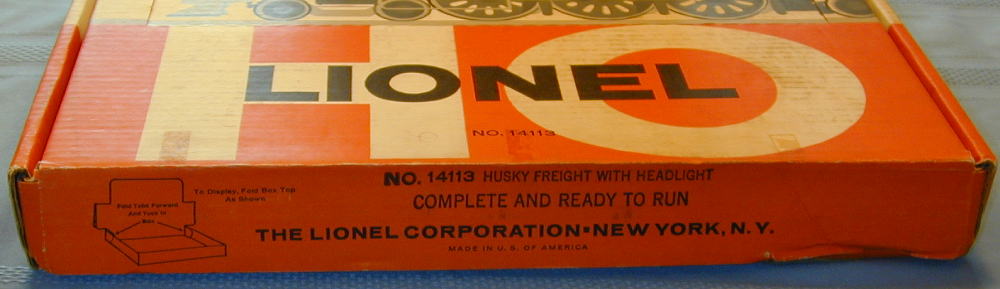 HO
LIONEL
NO. 14113
NO. 14113 HUSKY FREIGHT WITH HEADLIGHT
COMPLETE AND READY TO RUN
THE LIONEL CORPORATION▪NEW YORK, N.Y.
MADE IN U. S. OF AMERICA
To Display, Fold Box Top
As Shown
Fold Tabs Forward
And Tuck In
Box